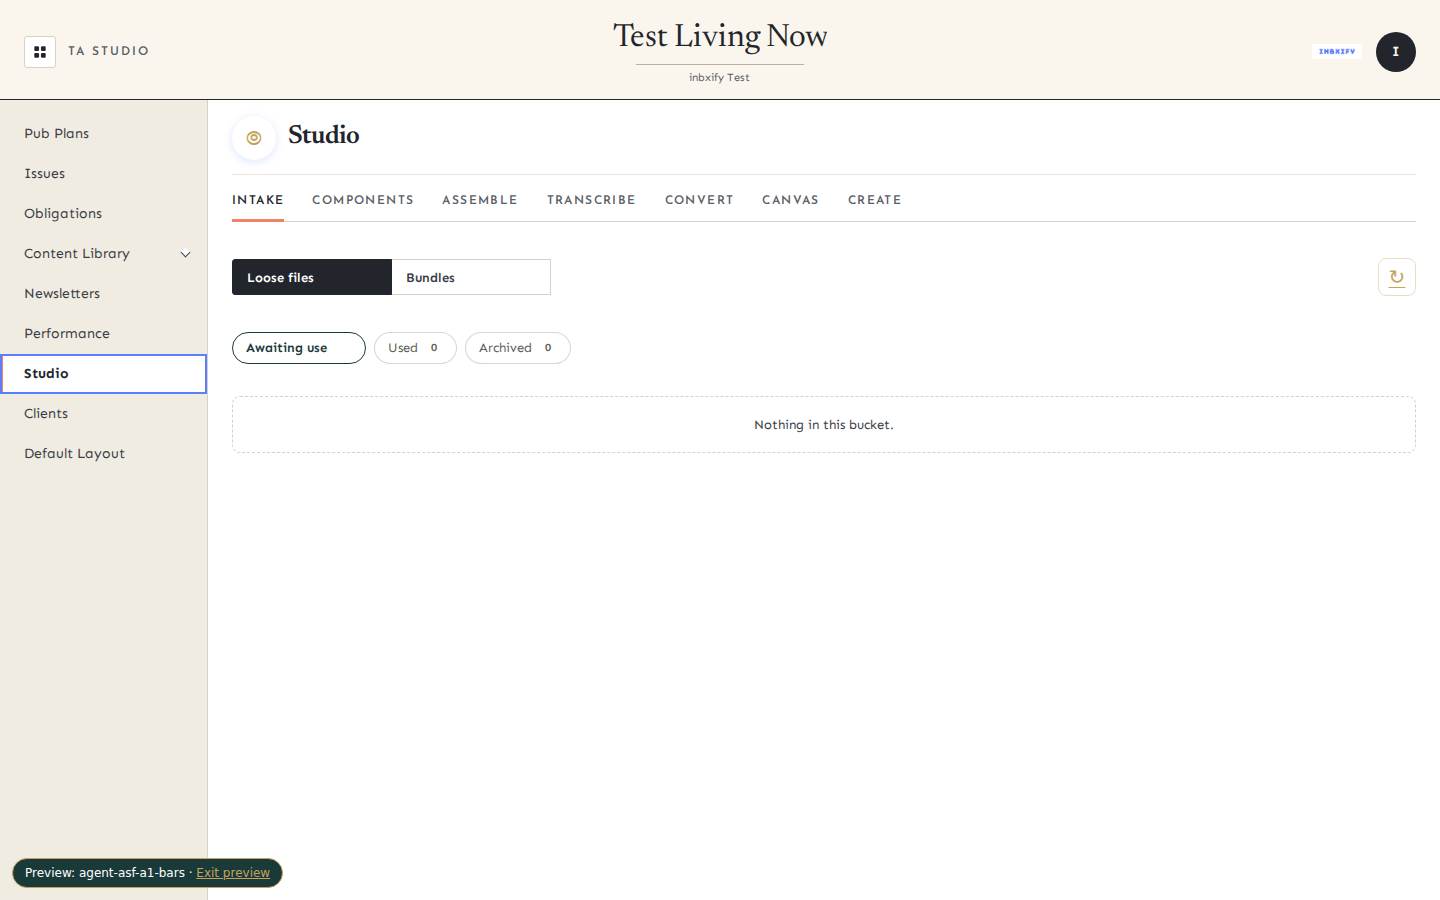 TA STUDIO
Test Living Now
inbxify Test
INBXIFY
I
Pub Plans
Issues
Obligations
Content Library
Newsletters
Performance
Studio
Clients
Default Layout
Studio
INTAKE COMPONENTS ASSEMBLE TRANSCRIBE CONVERT CANVAS CREATE
Loose files Bundles
Awaiting use Used 0 Archived 0
Nothing in this bucket.
Preview: agent-asf-a1-bars · Exit preview